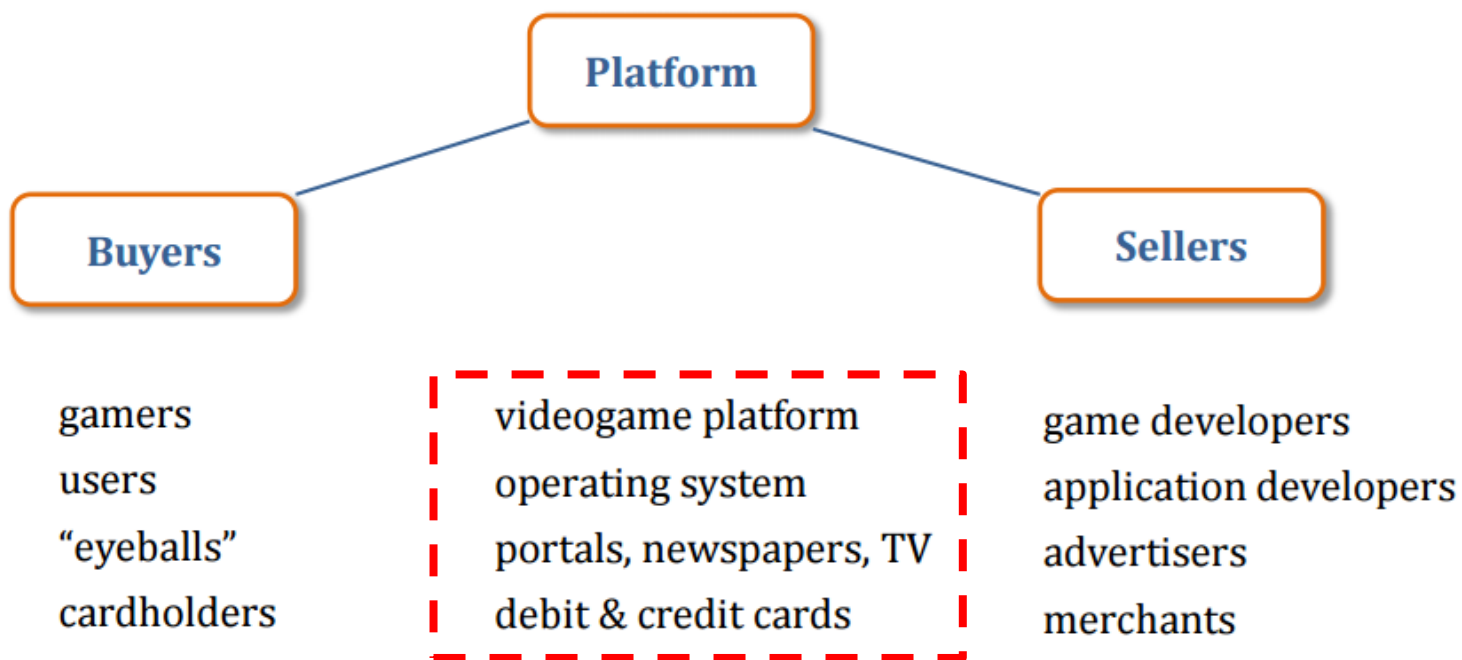 Platform
Buyers
Sellers
gamers
videogame platform
game developers
users
operating system
application developers
“eyeballs”
portals, newspapers, TV
advertisers
cardholders
debit & credit cards
merchants